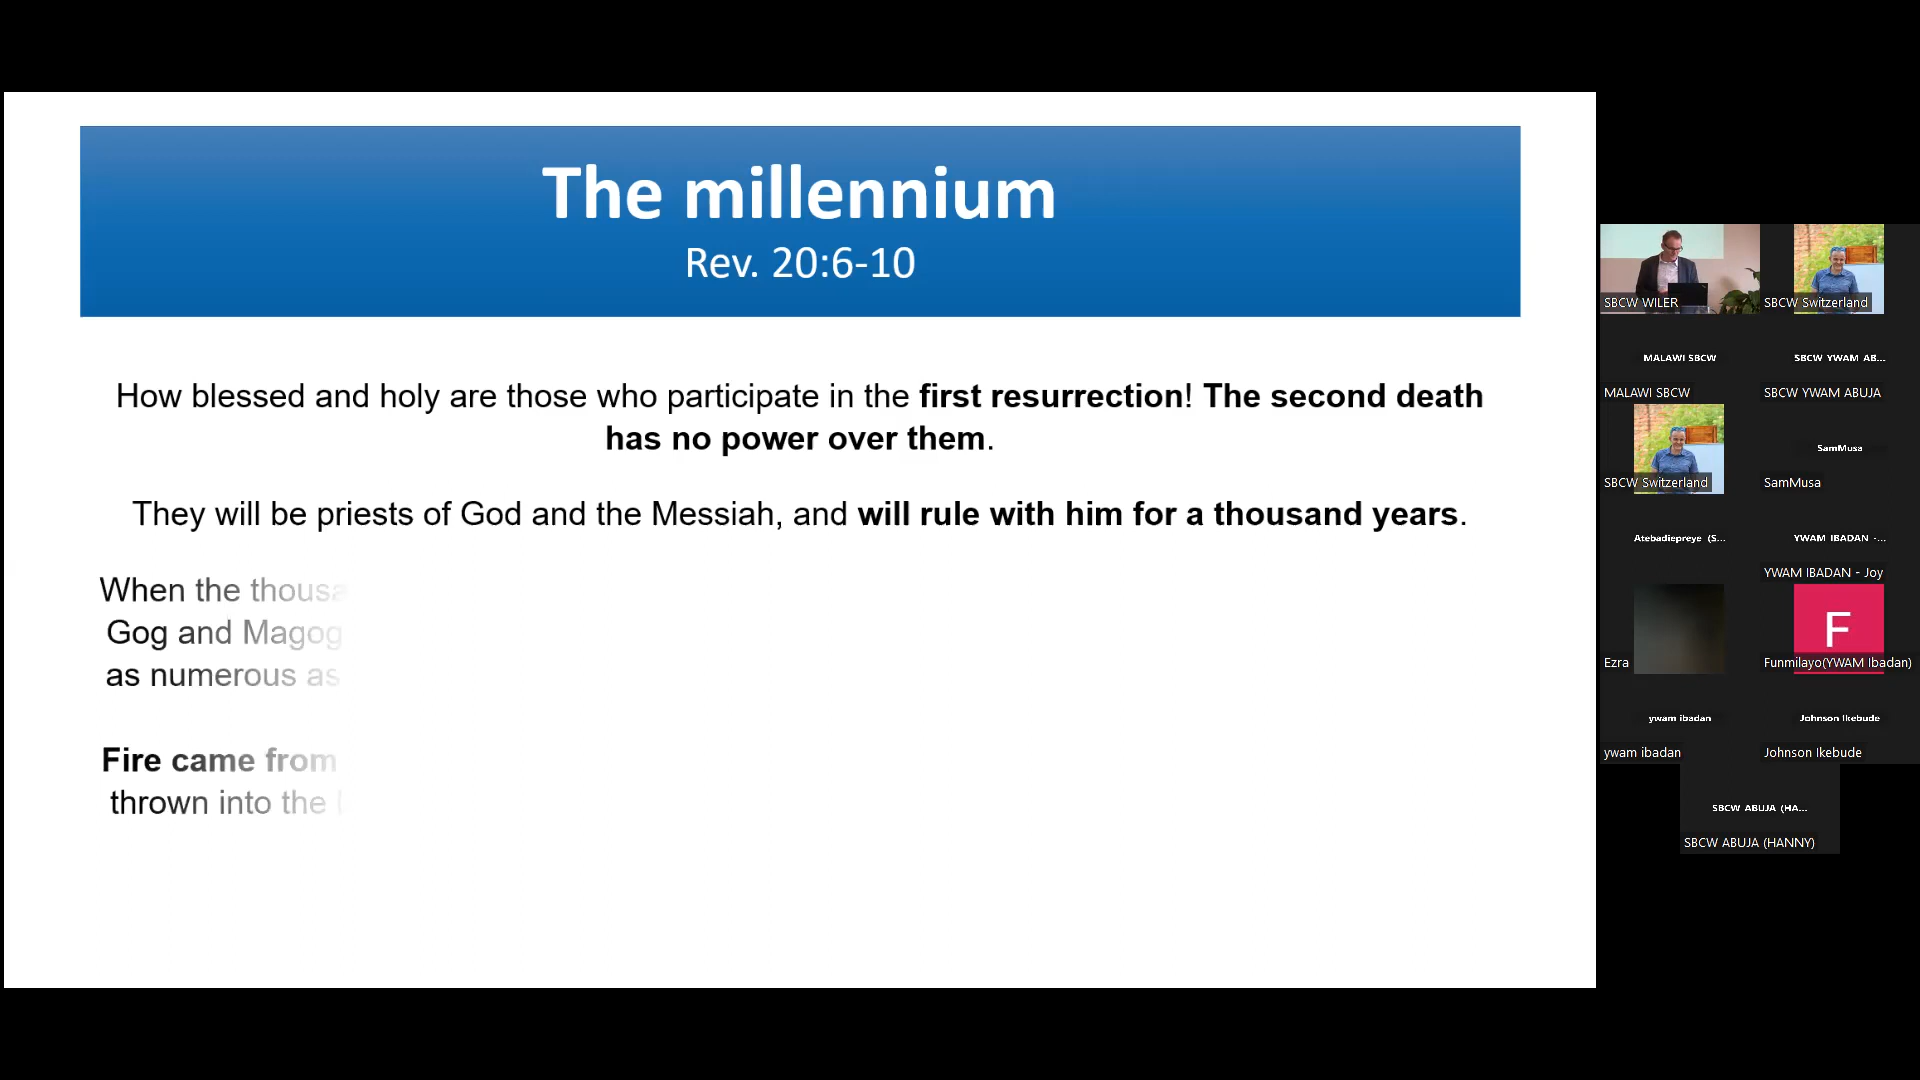 The millennium
Rev. 20:6-10
How blessed and holy are those who participate in the first resurrection! The second death
has no power over them.
They will be priests of God and the Messiah, and will rule with him for a thousand years.
When the thousa
Gog and Magog
as numerous as
Fire came from
thrown into the
SBCW WILER
SBCW Switzerland
MALAWI SBCW
SBCW YWAM AB...
MALAWI SBCW
SBCW YWAM ABUJA
SBCW Switzerland
SamMusa
SamMusa
Atebadiepreye (S...
YWAM IBADAN -...
YWAM IBADAN - Joy
Ezra
F
Funmilayo(YWAM Ibadan)
ywam ibadan
Johnson Ikebude
ywam ibadan
Johnson Ikebude
SBCW ABUJA (HA...
SBCW ABUJA (HANNY)